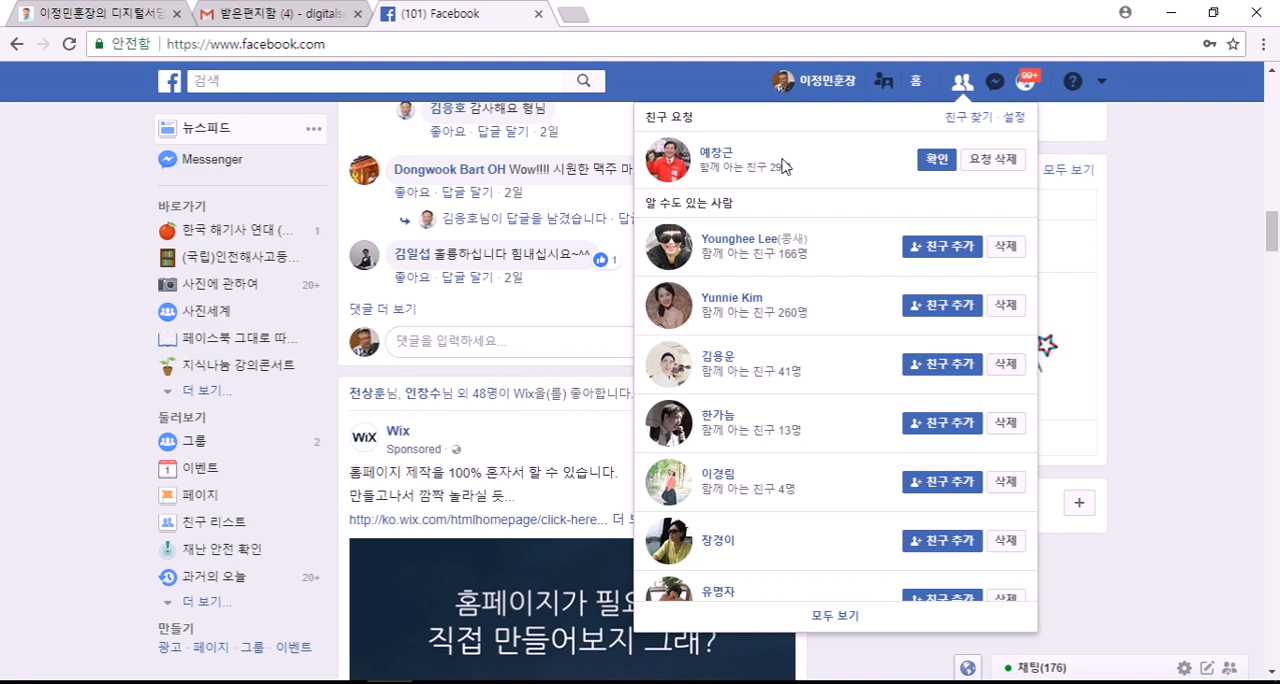 이정민훈장의 디지털서당
받은편지함 (4) - digitalse
(101) Facebook
안전함 https://www.facebook.com
검색
이정민훈장
홈
99+
뉴스피드
Messenger
바로가기
한국 해기사 연대 (... 1
(국립)인천해사고등...
사진에 관하여 20+
사진세계
페이스북 그대로 따...
지식나눔 강의콘서트
더 보기...
둘러보기
그룹 2
이벤트
페이지
친구 리스트
재난 안전 확인
과거의 오늘 20+
더 보기...
만들기
광고 · 페이지 · 그룹 · 이벤트
김응호 감사해요 형님
좋아요 · 답글 달기 · 2일
Dongwook Bart OH Wow!!!! 시원한 맥주 마
좋아요 · 답글 달기 · 2일
김응호님이 답글을 남겼습니다 · 답
김일섭 훌륭하십니다 힘내십시요~^^ 1
좋아요 · 답글 달기 · 2일
댓글 더 보기
댓글을 입력하세요...
전상훈님, 인창수님 외 48명이 Wix을(를) 좋아합니다.
WiX
Wix
Sponsored ·
홈페이지 제작을 100% 혼자서 할 수 있습니다.
만들고나서 깜짝 놀라실 듯...
http://ko.wix.com/htmlhomepage/click-here... 더
홈페이지가
직접 만들어보지 그래?
친구 요청 친구 찾기 · 설정
예창근 확인 요청 삭제
함께 아는 친구
알 수도 있는 사람
Younghee Lee(콩새) 친구 추가 삭제
함께 아는 친구 166명
Yunnie Kim 친구 추가 삭제
함께 아는 친구 260명
김용운 친구 추가 삭제
함께 아는 친구 41명
한가늠 친구 추가 삭제
함께 아는 친구 13명
이경림 친구 추가 삭제
함께 아는 친구 4명
장경이 친구 추가 삭제
유명자 친구 추가 삭제
모두 보기
모두 보기
채팅(176)